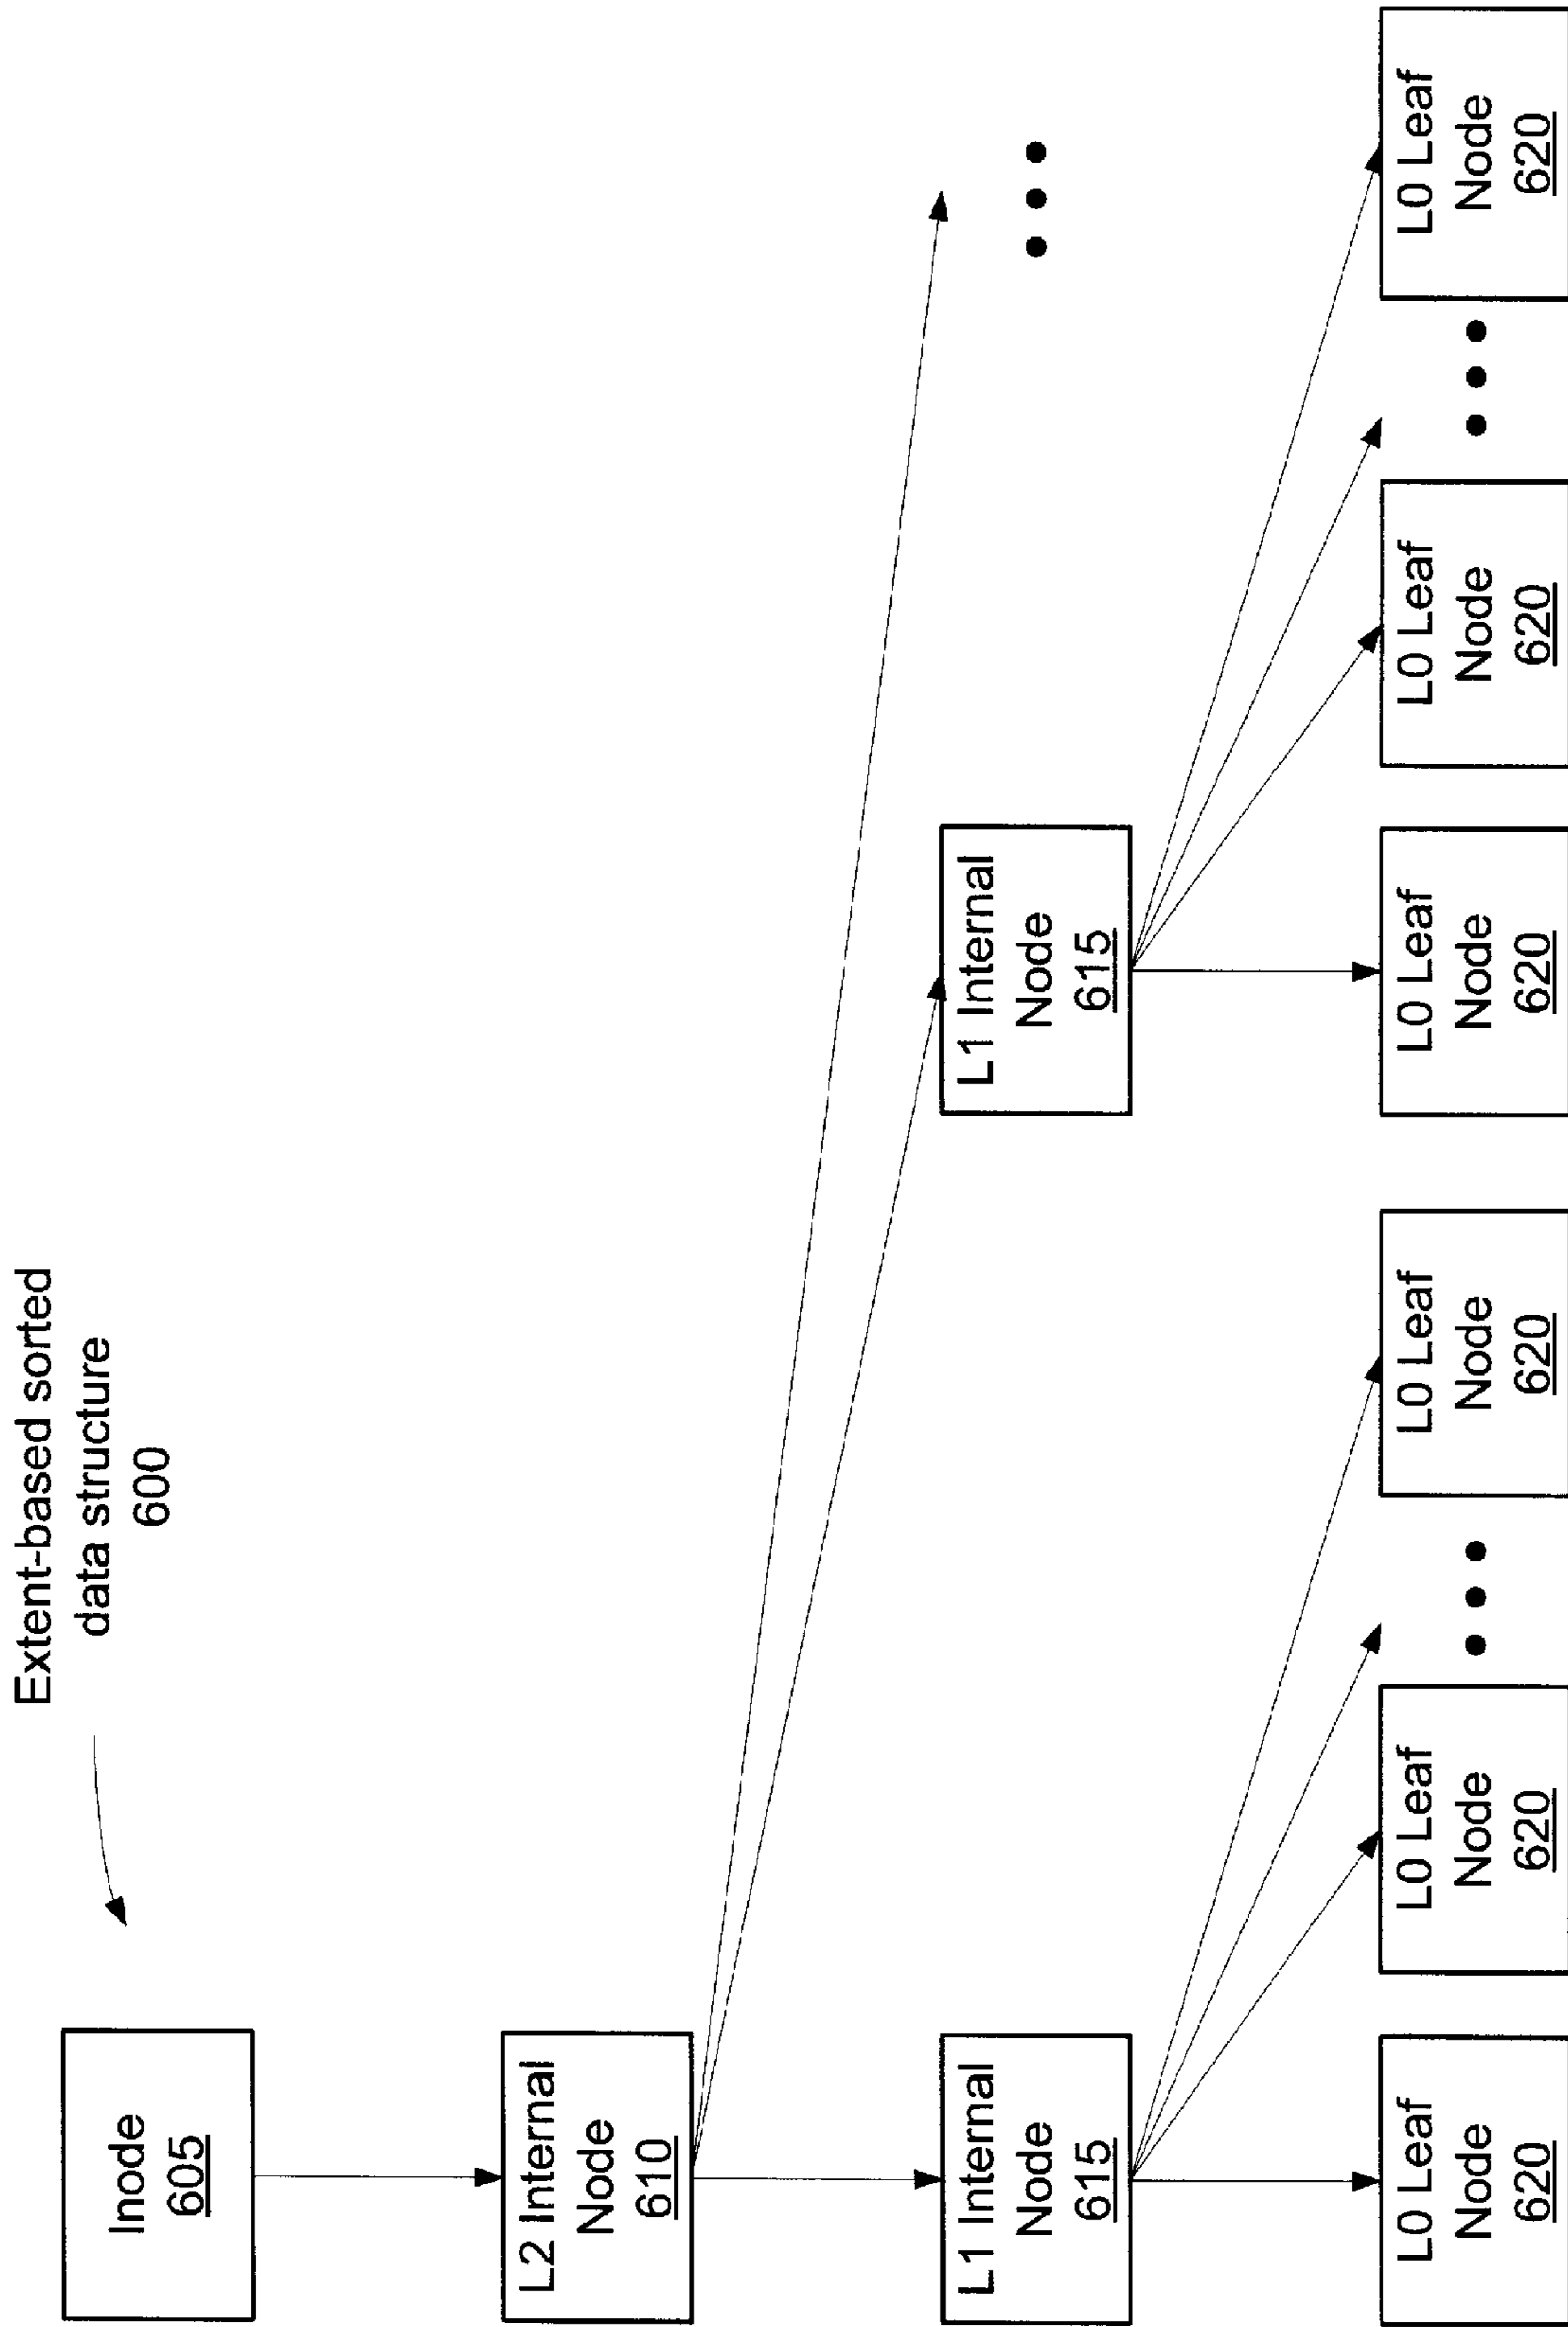 Extent-based sorted
data structure
600
Inode
605
L2 Internal
Node
610
L1 Internal
Node
615
L1 Internal
Node
615
L0 Leaf
Node
620
L0 Leaf
Node
620
L0 Leaf
Node
620
L0 Leaf
Node
620
L0 Leaf
Node
620
L0 Leaf
Node
620